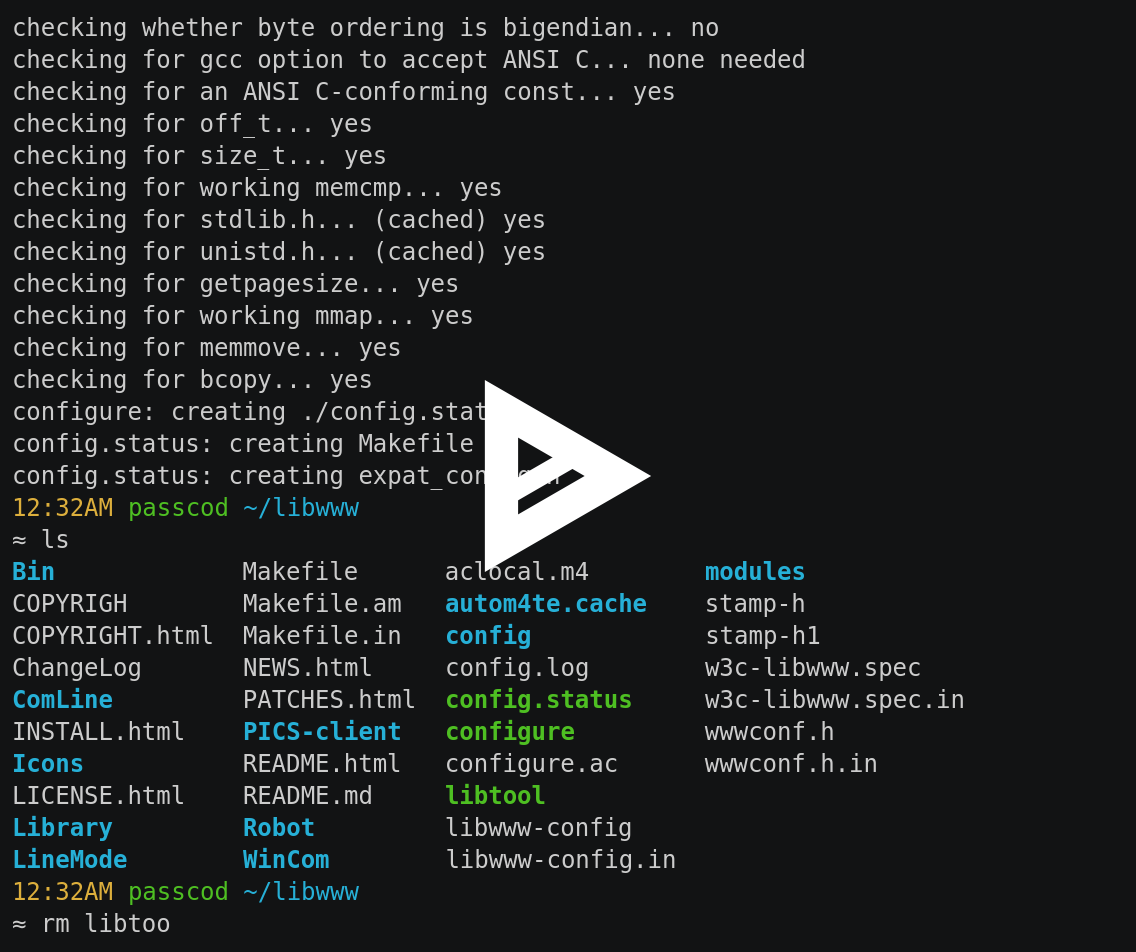 checking whether byte ordering is bigendian... no
checking for gcc option to accept ANSI C... none needed
checking for an ANSI C-conforming const... yes
checking for off_t... yes
checking for size_t... yes
checking for working memcmp... yes
checking for stdlib.h... (cached) yes
checking for unistd.h... (cached) yes
checking for getpagesize... yes
checking for working mmap... yes
checking for memmove... yes
checking for bcopy... yes
configure: creating
config.status: creating Makefile
config.status: creating
12:32AM passcod ~/libwww
≈ ls
Bin Makefile aclocal.m4 modules
COPYRIGH Makefile.am autom4te.cache stamp-h
COPYRIGHT.html Makefile.in config stamp-h1
ChangeLog NEWS.html config.log w3c-libwww.spec
ComLine PATCHES.html config.status w3c-libwww.spec.in
INSTALL.html PICS-client configure wwwconf.h
Icons README.html configure.ac wwwconf.h.in
LICENSE.html README.md libtool
Library Robot libwww-config
LineMode WinCom libwww-config.in
12:32AM passcod ~/libwww
≈ rm libtoo